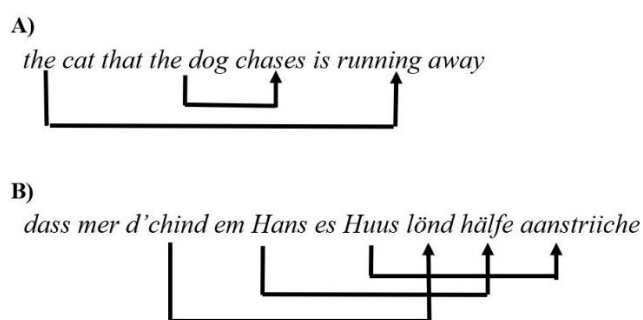 A)
the cat that the dog chases is running away
B)
dass mer d'chind em Hans es Huus lönd hälfe aanstriiche